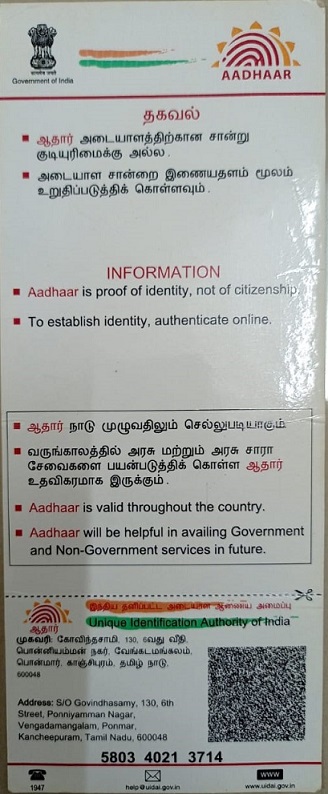 Government of India
AADHAAR
தகவல்
ஆதார் அடையாளத்திற்கான சான்று
குடியுரிமைக்கு அல்ல.
அடையாள சான்றை இணையதளம் மூலம்
உறுதிப்படுத்திக் கொள்ளவும்.
INFORMATION
Aadhaar is proof of identity, not of citizenship.
To establish identity, authenticate online.
ஆதார் நாடு முழுவதிலும் செல்லுபடியாகும்
வருங்காலத்தில் அரசு மற்றும் அரசு சாரா
சேவைகளை பயன்படுத்திக் கொள்ள ஆதார்
உதவிகரமாக இருக்கும்.
Aadhaar is valid throughout the country.
Aadhaar will be helpful in availing Government
and Non-Government services in future.
இந்திய தனிப்பட்ட அடையாள ஆணைய அமைப்பு
Unique Identification Authority of India
ஆதார்
முகவரி: கோவிந்தசாமி, 130, 6வது வீதி,
பொன்னியம்மன் நகர், வேங்கடமங்கலம்,
பொன்மார், காஞ்சிபுரம், தமிழ் நாடு,
600048
Address: S/O Govindhasamy, 130, 6th
Street, Ponniyamman Nagar,
Vengadamangalam, Ponmar,
Kancheepuram, Tamil Nadu, 600048
5803 4021 3714
1947
help@uidai.gov.in
www
www.uidai.gov.in